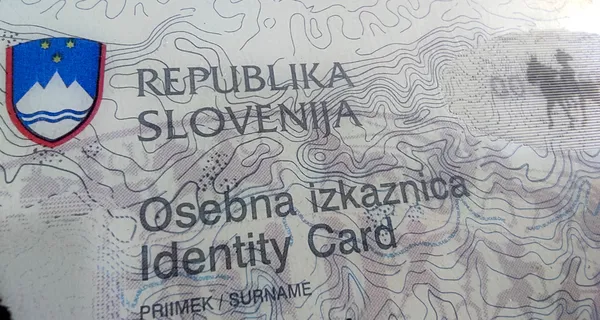 REPUBLIKA
SLOVENIJA
Osebna izkaznica
Identity Card
PRIIMEK / SURNAME